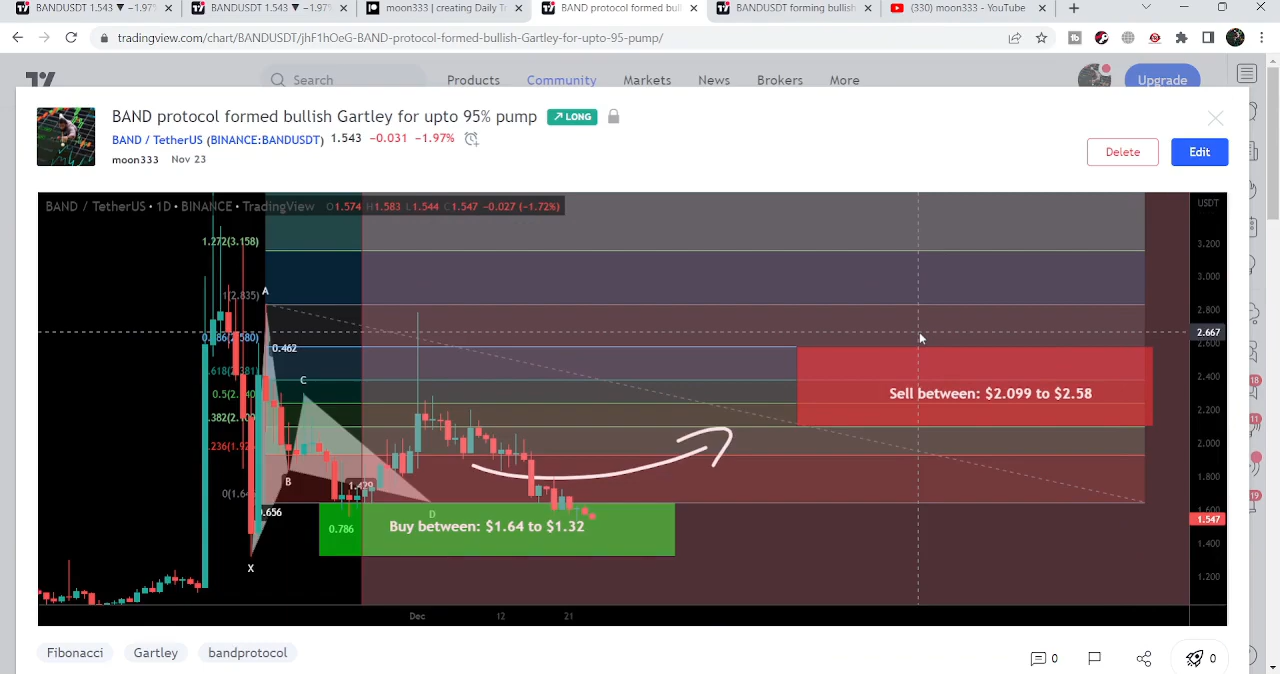 BANDUSDT 1.543 ▼ −1.97%
BANDUSDT 1.543 ▼ −1.97%
moon333 | creating Daily T
BAND protocol formed bull
BANDUSDT forming bullish
(330) moon333 - YouTube
tradingview.com/chart/BANDUSDT/jhF1hOeG-BAND-protocol-formed-bullish-Gartley-for-upto-95-pump/
Search
Products
Community
Markets
News
Brokers
More
Upgrade
BAND protocol formed bullish Gartley for upto 95% pump
LONG
BAND / TetherUS (BINANCE:BANDUSDT) 1.543 −0.031 −1.97%
moon333 Nov 23
Delete
Edit
BAND / TetherUS • 1D • BINANCE • TradingView O1.574 H1.583 L1.544 C1.547 −0.027 (−1.72%)
USDT
1.272(3.158)
3.200
3.000
A
1(2.835)
2.800
2.667
2.600
0.462
C
2.400
Sell between: $2.099 to $2.58
2.200
2.000
B
1.429
1.800
0.656
D
0.786
Buy between: $1.64 to $1.32
1.547
1.400
X
1.200
Dec
12
21
Fibonacci
Gartley
bandprotocol
0
0
18
11
19